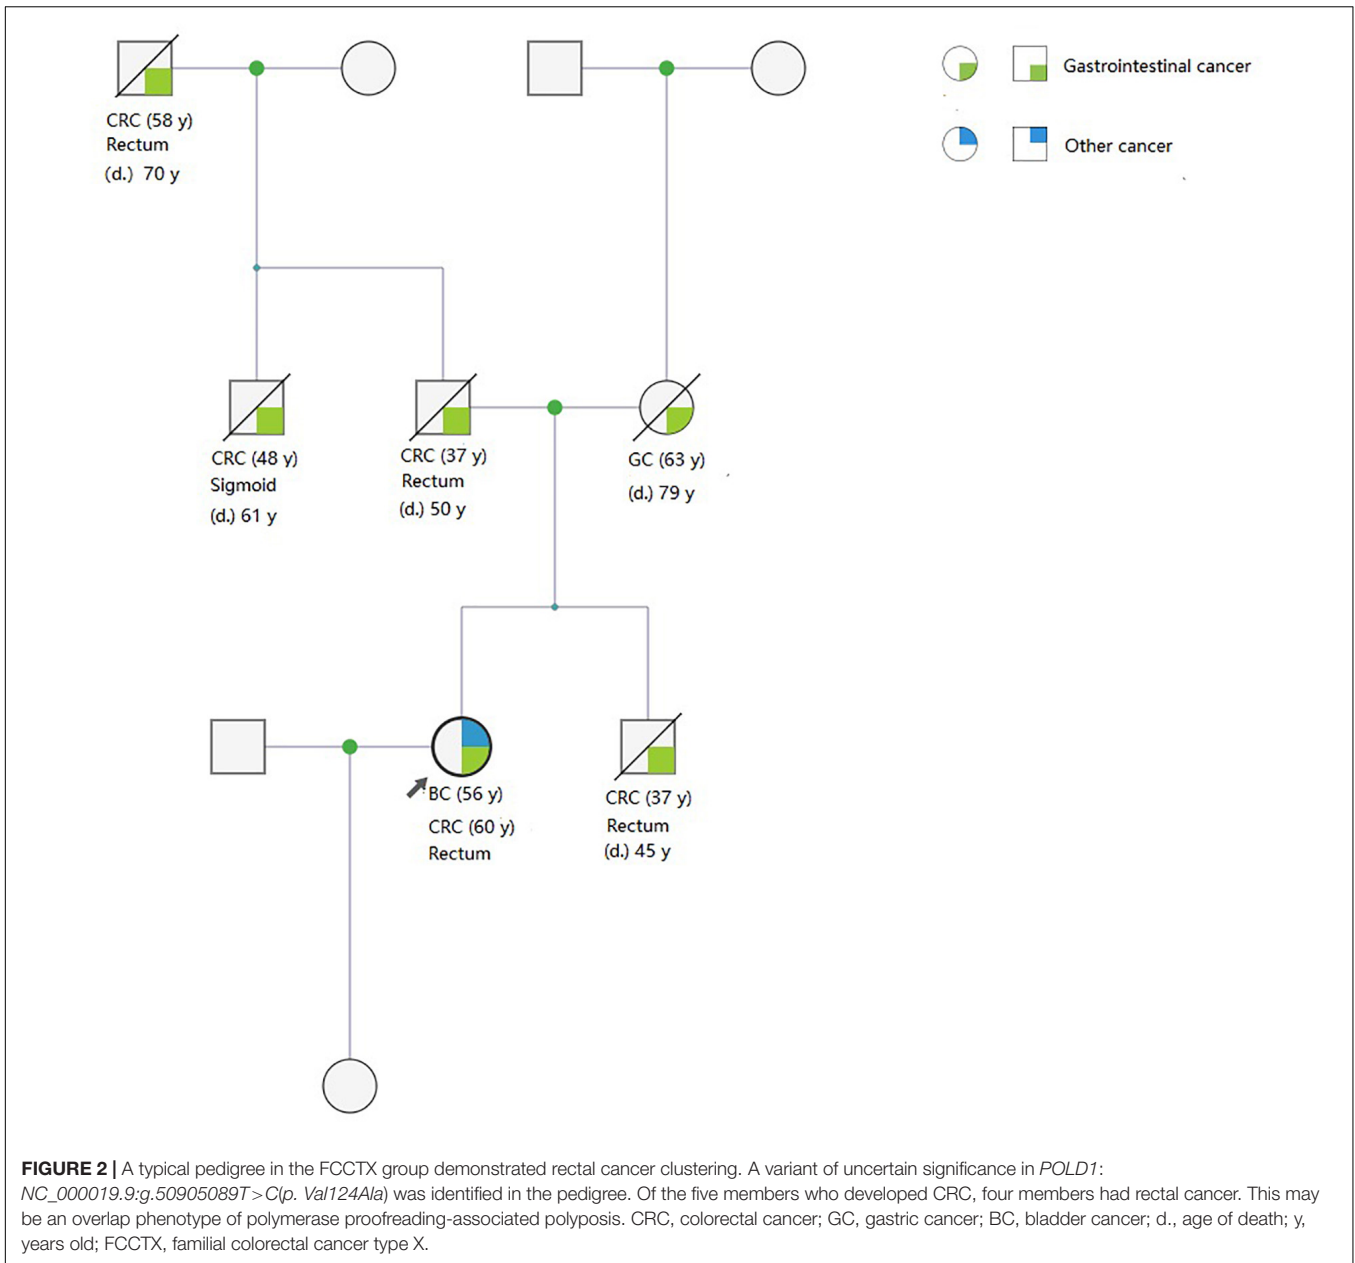 CRC (58 y)
Rectum
(d.) 70 y
Gastrointestinal cancer
Other cancer
CRC (48 y)
Sigmoid
(d.) 61 y
CRC (37 y)
Rectum
(d.) 50 y
GC (63 y)
(d.) 79 y
BC (56 y)
CRC (60 y)
Rectum
CRC (37 y)
Rectum
(d.) 45 y
FIGURE 2 | A typical pedigree in the FCCTX group demonstrated rectal cancer clustering. A variant of uncertain significance in POLD1:
NC_000019.9:g.50905089T>C(p. Val124Ala) was identified in the pedigree. Of the five members who developed CRC, four members had rectal cancer. This may
be an overlap phenotype of polymerase proofreading-associated polyposis. CRC, colorectal cancer; GC, gastric cancer; BC, bladder cancer; d., age of death; y,
years old; FCCTX, familial colorectal cancer type X.